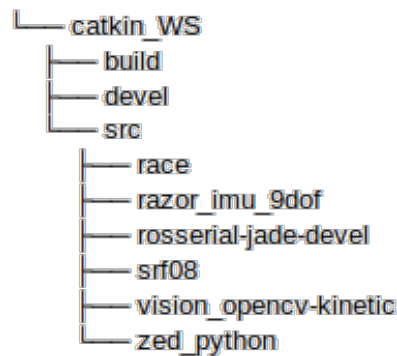 catkin_WS
build
devel
src
race
razor_imu_9dof
rosserial-jade-devel
srf08
vision_opencv-kinetic
zed_python